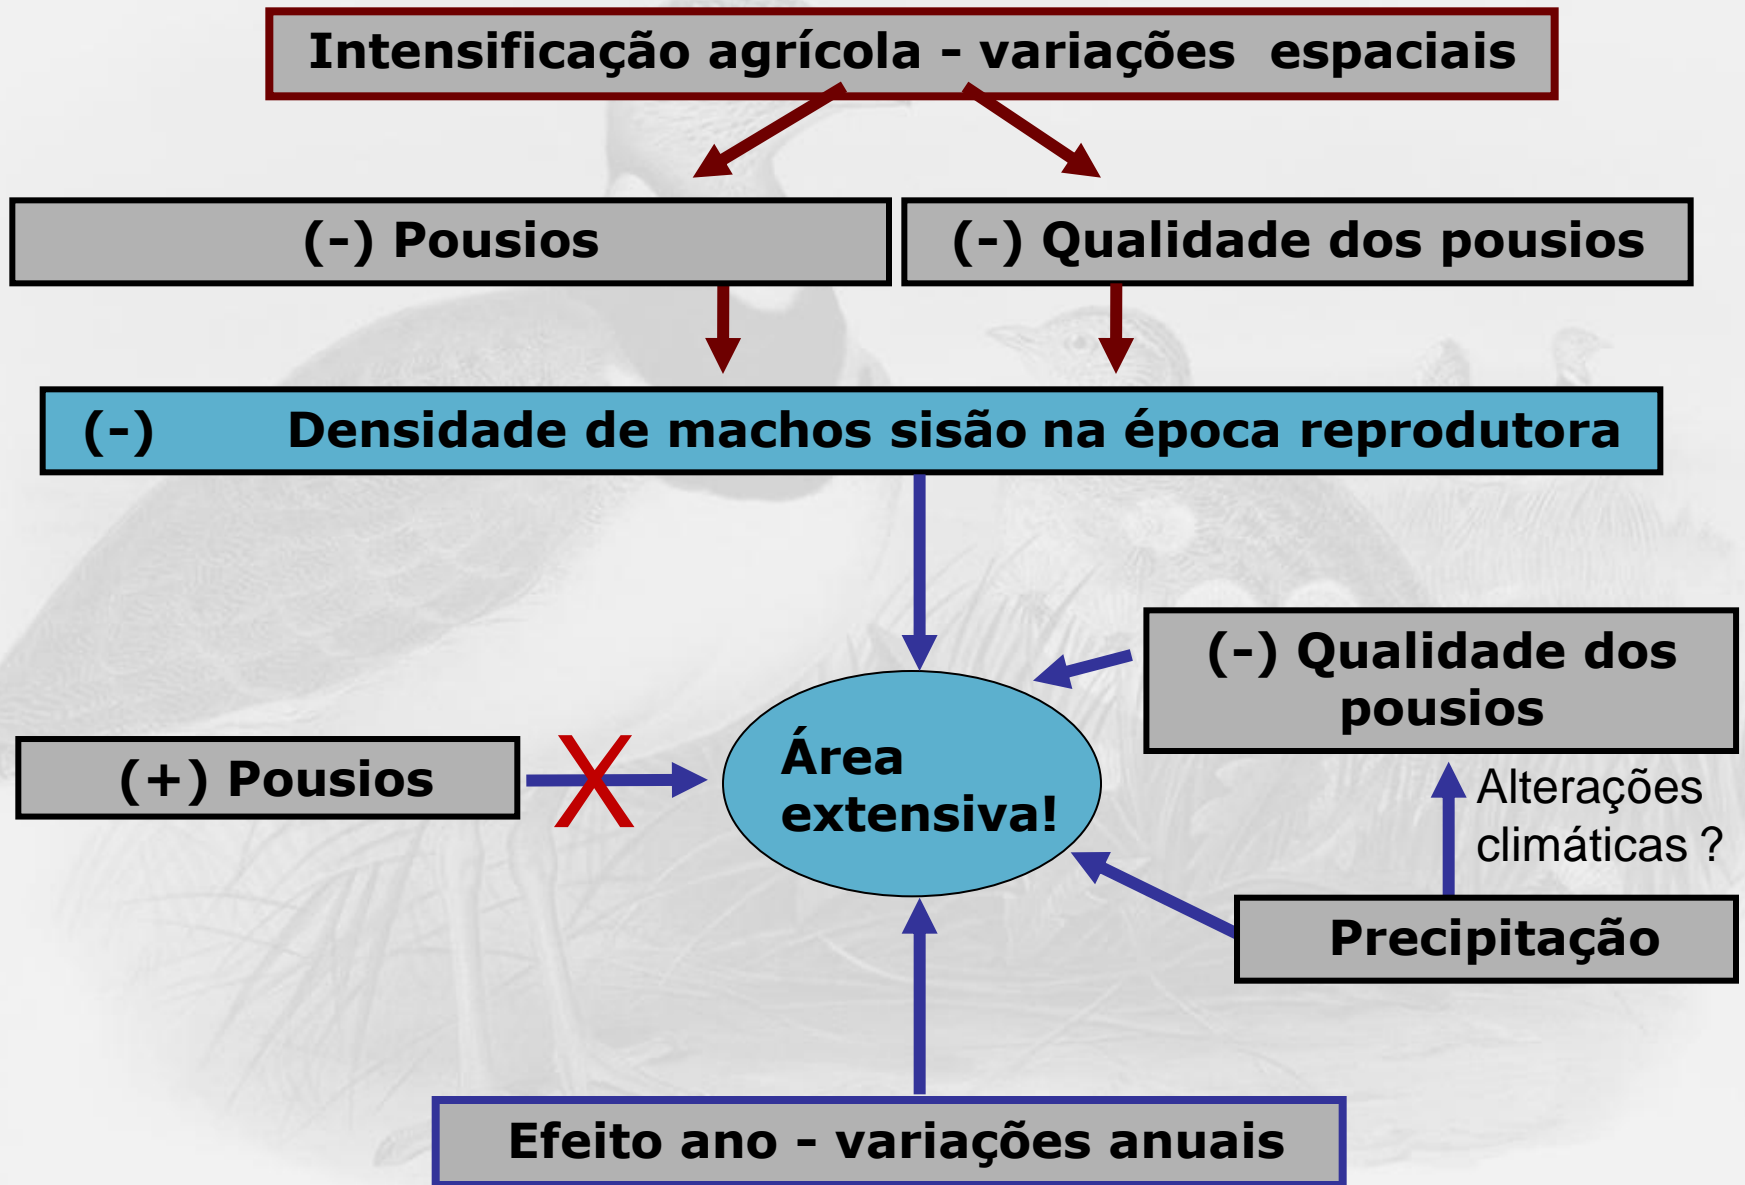 Intensificação agrícola - variações espaciais
(-) Pousios
(-) Qualidade dos pousios
(-) Densidade de machos sisão na época reprodutora
(-) Qualidade dos
pousios
Área
extensiva!
(+) Pousios
X
Alterações
climáticas ?
Precipitação
Efeito ano - variações anuais